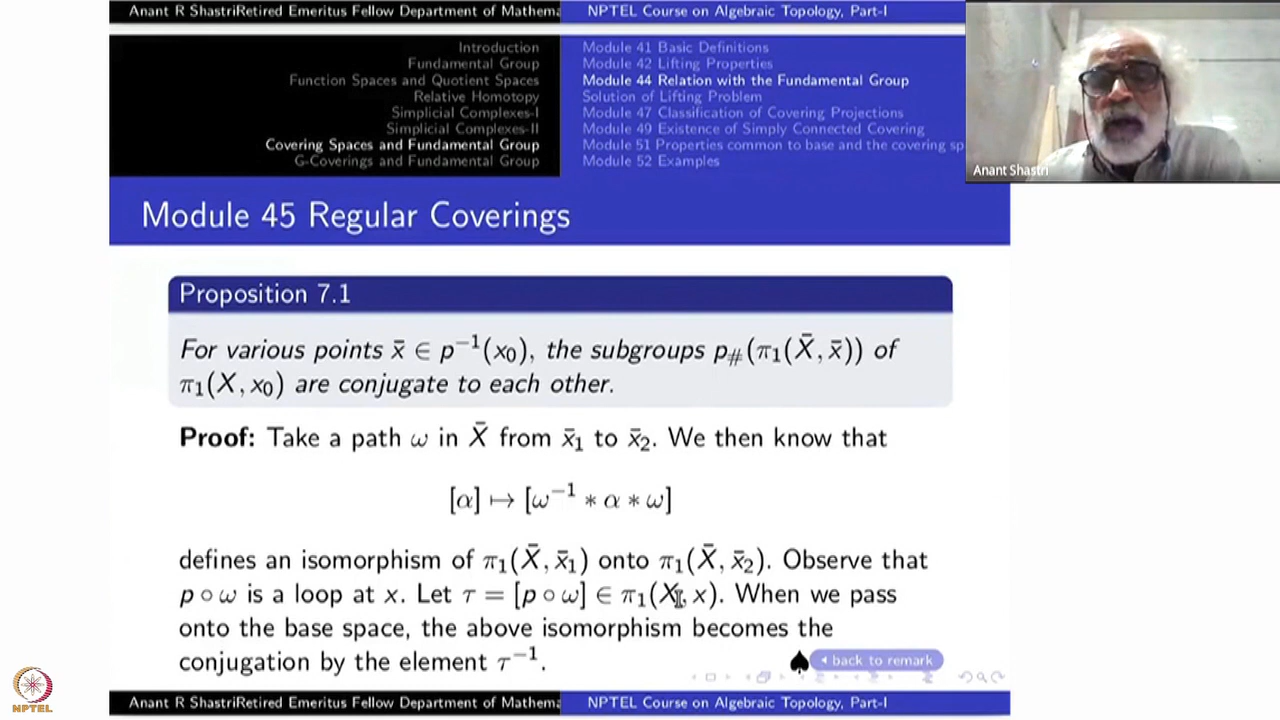 Anant R ShastriRetired Emeritus Fellow Department of Mathema
NPTEL Course on Algebraic Topology, Part-I
Introduction
Fundamental Group
Function Spaces and Quotient Spaces
Relative Homotopy
Simplicial Complexes-I
Simplicial Complexes-II
Covering Spaces and Fundamental Group
G-Coverings and Fundamental Group
Module 41 Basic Definitions
Module 42 Lifting Properties
Module 44 Relation with the Fundamental Group
Solution of Lifting Problem
Module 47 Classification of Covering Projections
Module 49 Existence of Simply Connected Covering
Module 51 Properties common to base and the covering sp
Module 52 Examples
Anant Shastri
Module 45 Regular Coverings
Proposition 7.1
For various points x̄ ∈ p⁻¹(x₀), the subgroups p#(π₁(X̄, x̄)) of
π₁(X, x₀) are conjugate to each other.
Proof: Take a path ω in X̄ from x̄₁ to x̄₂. We then know that
[α] ↦ [ω⁻¹ * α * ω]
defines an isomorphism of π₁(X̄, x̄₁) onto π₁(X̄, x̄₂). Observe that
p ∘ ω is a loop at x. Let τ = [p ∘ ω] ∈ π₁(X, x). When we pass
onto the base space, the above isomorphism becomes the
conjugation by the element τ⁻¹.
back to remark
Anant R ShastriRetired Emeritus Fellow Department of Mathema
NPTEL Course on Algebraic Topology, Part-I
NPTEL